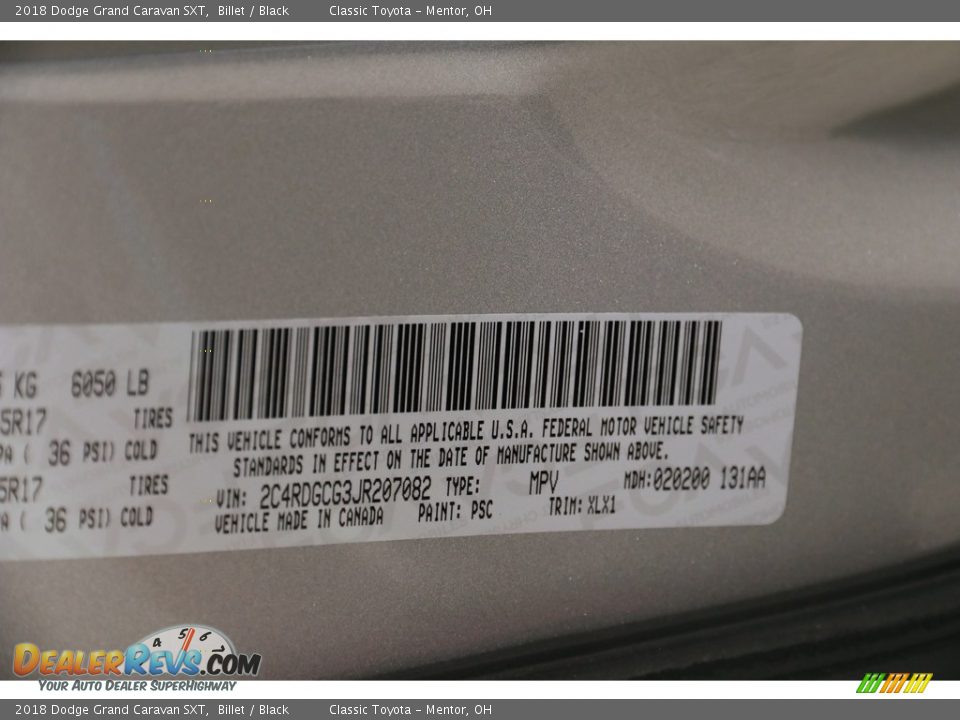 2018 Dodge Grand Caravan SXT, Billet / Black Classic Toyota - Mentor, OH
KG 6050 LB
5R17 TIRES
PA ( 36 PSI) COLD
5R17 TIRES
( 36 PSI) COLD
THIS VEHICLE CONFORMS TO ALL APPLICABLE U.S.A. FEDERAL MOTOR VEHICLE SAFETY
STANDARDS IN EFFECT ON THE DATE OF MANUFACTURE SHOWN ABOVE.
VIN: 2C4RDGCG3JR207082 TYPE: MPV MDH:020200 131AA
VEHICLE MADE IN CANADA PAINT: PSC TRIM: XLX1
4 5 6
DEALERREVS.COM
YOUR AUTO DEALER SUPERHIGHWAY
2018 Dodge Grand Caravan SXT, Billet / Black Classic Toyota - Mentor, OH